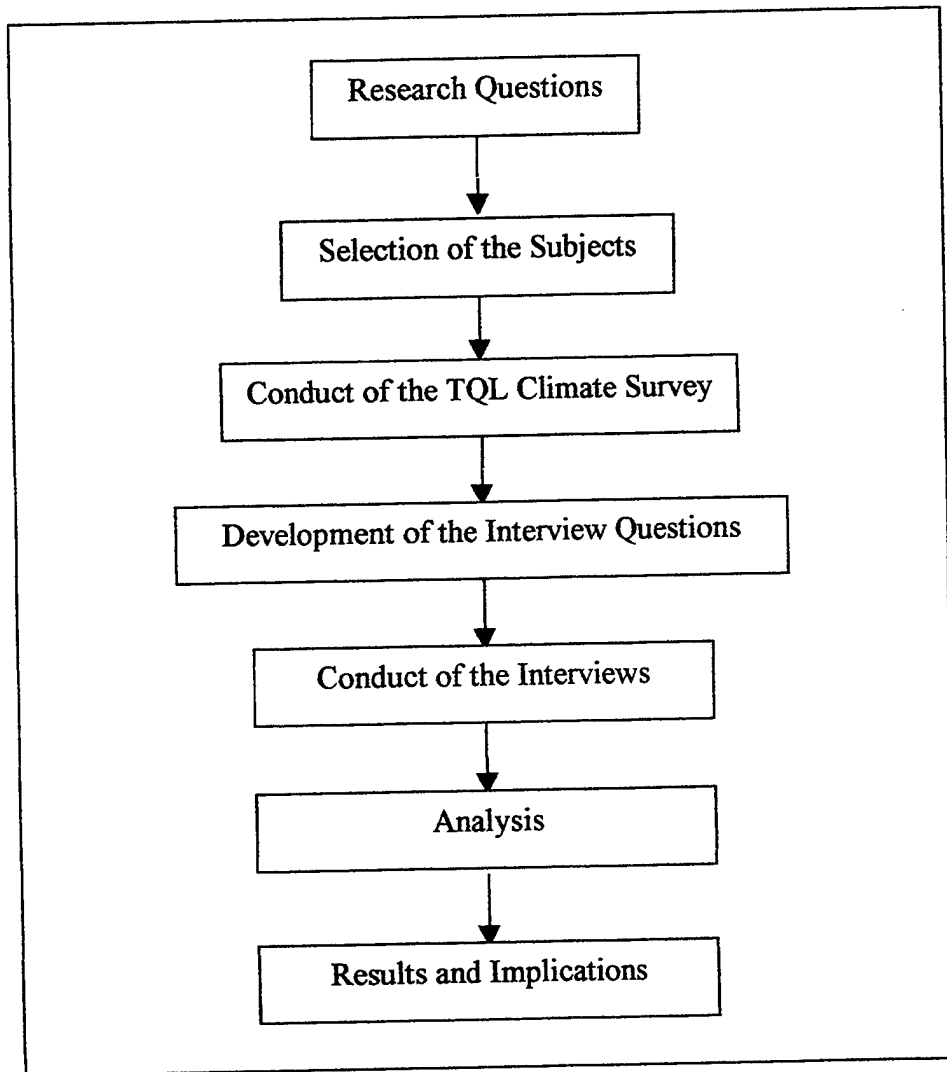 Research Questions
Selection of the Subjects
Conduct of the TQL Climate Survey
Development of the Interview Questions
Conduct of the Interviews
Analysis
Results and Implications